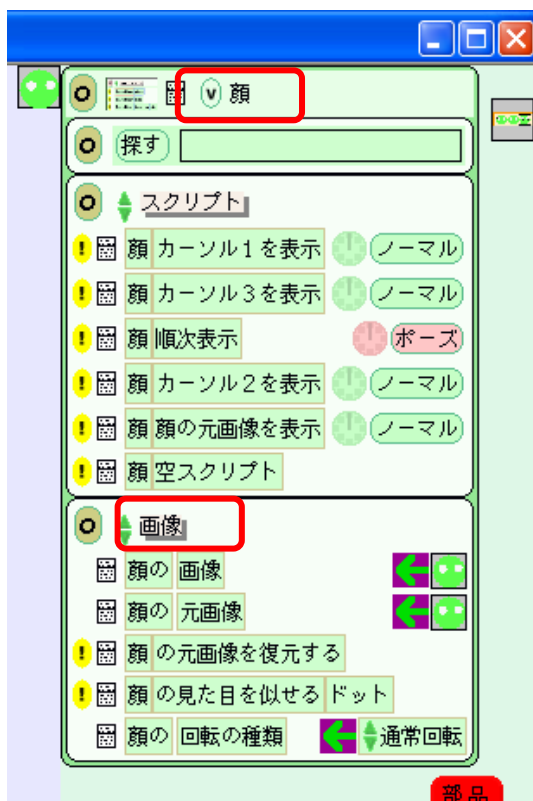 v 顔
探す
スクリプト
! 顔 カーソル1を表示 ノーマル
! 顔 カーソル3を表示 ノーマル
! 顔 順次表示 ポーズ
! 顔 カーソル2を表示 ノーマル
! 顔 顔の元画像を表示 ノーマル
! 顔 空スクリプト
画像
顔の 画像
顔の 元画像
! 顔 の元画像を復元する
! 顔 の見た目を似せる ドット
顔の 回転の種類 通常回転
部品